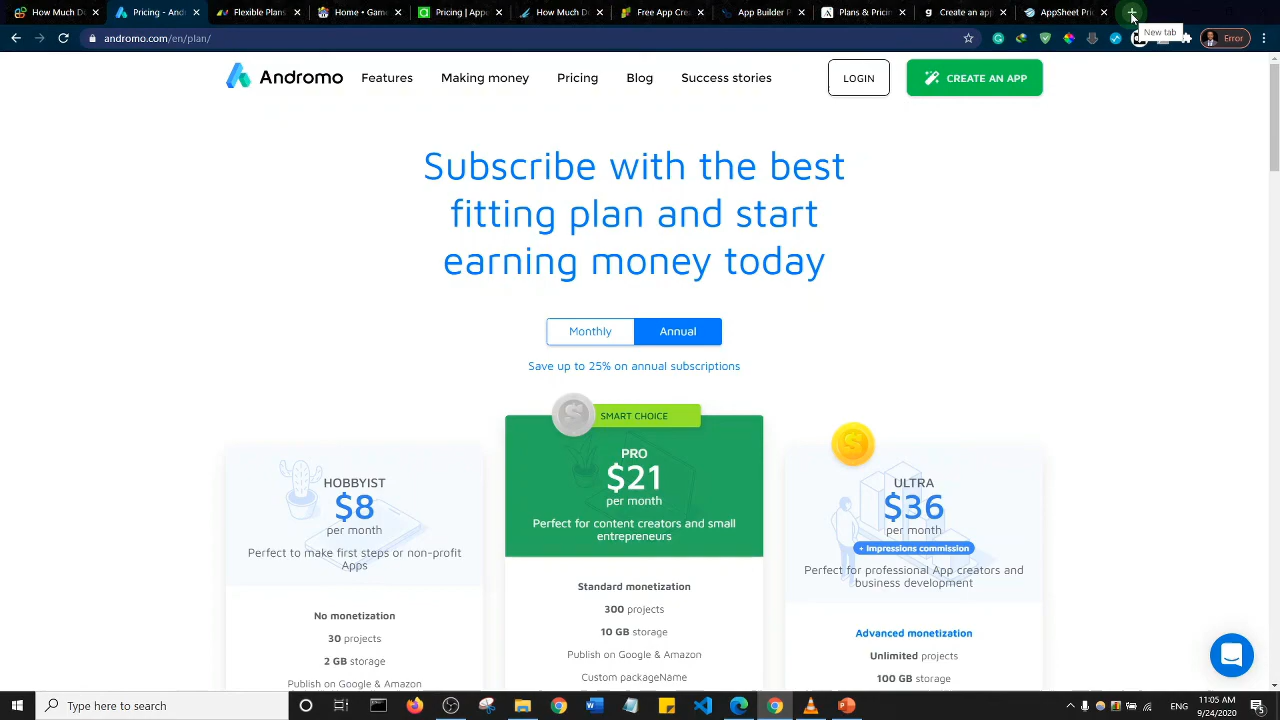 Pricing - Andr
Flexible Plans
Home • Game
Pricing | Appe
How Much Do
Free App Crea
App Builder P
Plans & Pricin
Create an app
AppSheet Pric
New tab
andromo.com/en/plan/
Error
Andromo
Features
Making money
Pricing
Blog
Success stories
LOGIN
CREATE AN APP
Subscribe with the best
fitting plan and start
earning money today
Monthly
Annual
Save up to 25% on annual subscriptions
SMART CHOICE
HOBBYIST
$8
per month
Perfect to make first steps or non-profit
Apps
No monetization
30 projects
2 GB storage
Publish on Google & Amazon
PRO
$21
per month
Perfect for content creators and small
entrepreneurs
Standard monetization
300 projects
10 GB storage
Publish on Google & Amazon
Custom packageName
ULTRA
$36
per month
+ Impressions commission
Perfect for professional App creators and
business development
Advanced monetization
Unlimited projects
100 GB storage
Type here to search
ENG
11:05 AM
9/24/2020